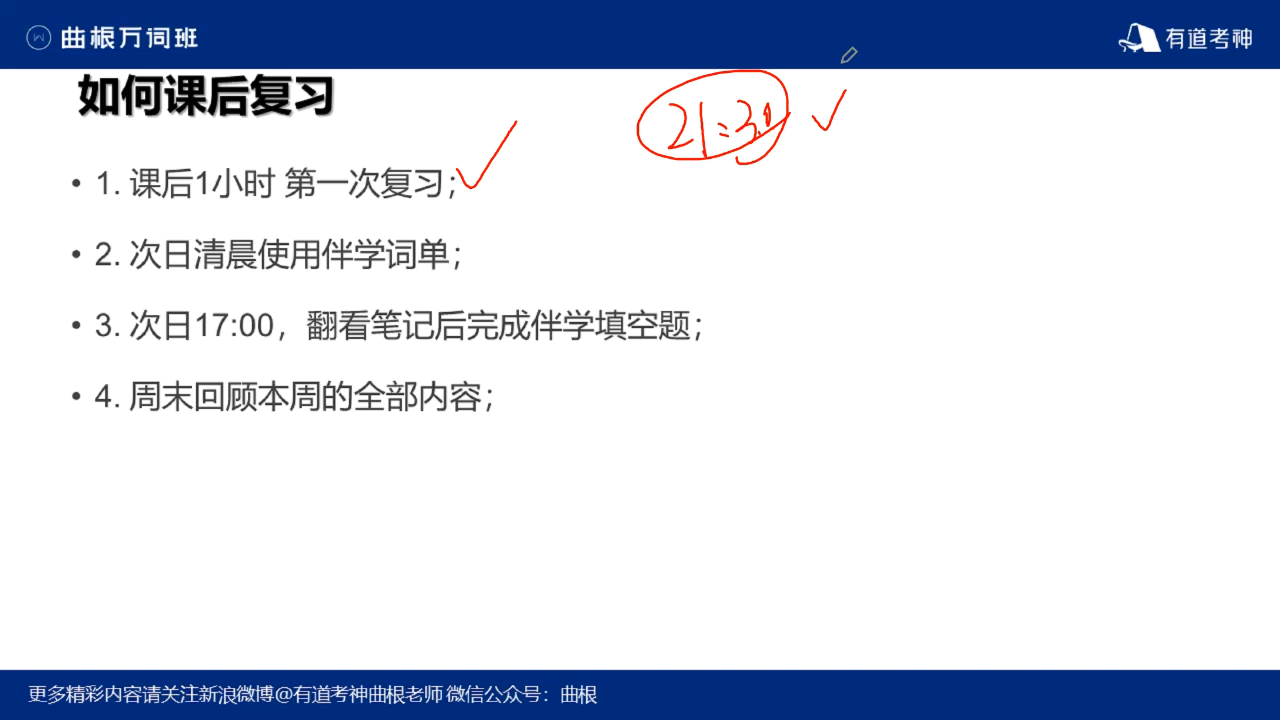 曲根万词班
有道考神
如何课后复习
21:30
• 1. 课后1小时 第一次复习;
• 2. 次日清晨使用伴学词单;
• 3. 次日17:00，翻看笔记后完成伴学填空题;
• 4. 周末回顾本周的全部内容;
更多精彩内容请关注新浪微博@有道考神曲根老师 微信公众号：曲根